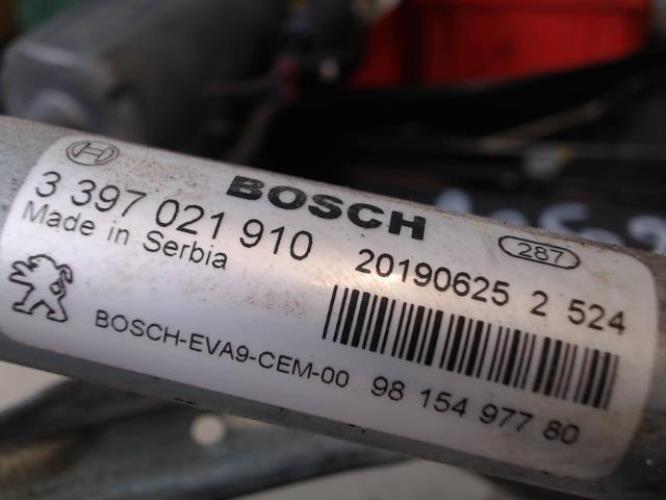 BOSCH
3 397 021 910
Made in Serbia
287
20190625 2 524
BOSCH-EVA9-CEM-00 98 154 977 80